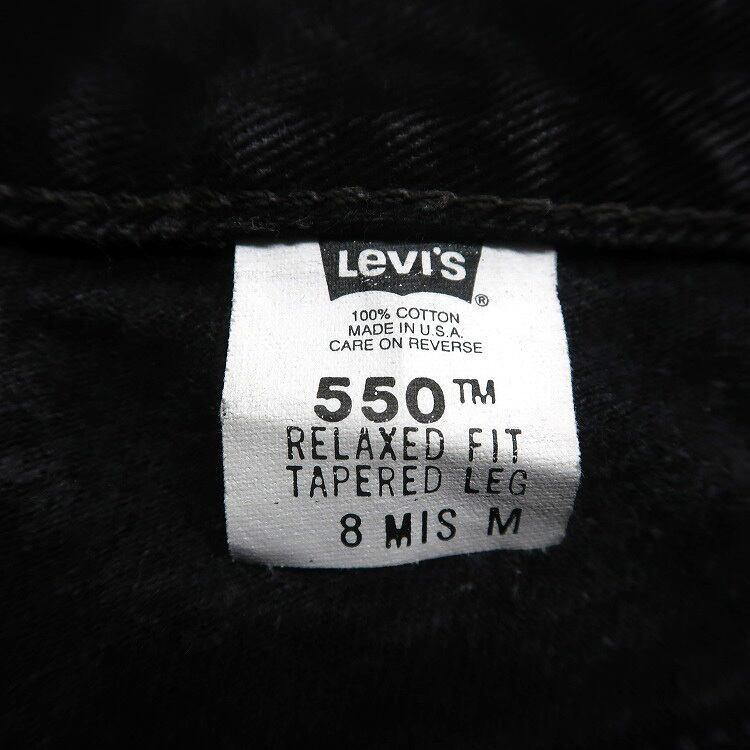 Levi's
®
100% COTTON
MADE IN U.S.A.
CARE ON REVERSE
550™
RELAXED FIT
TAPERED LEG
8 MIS M